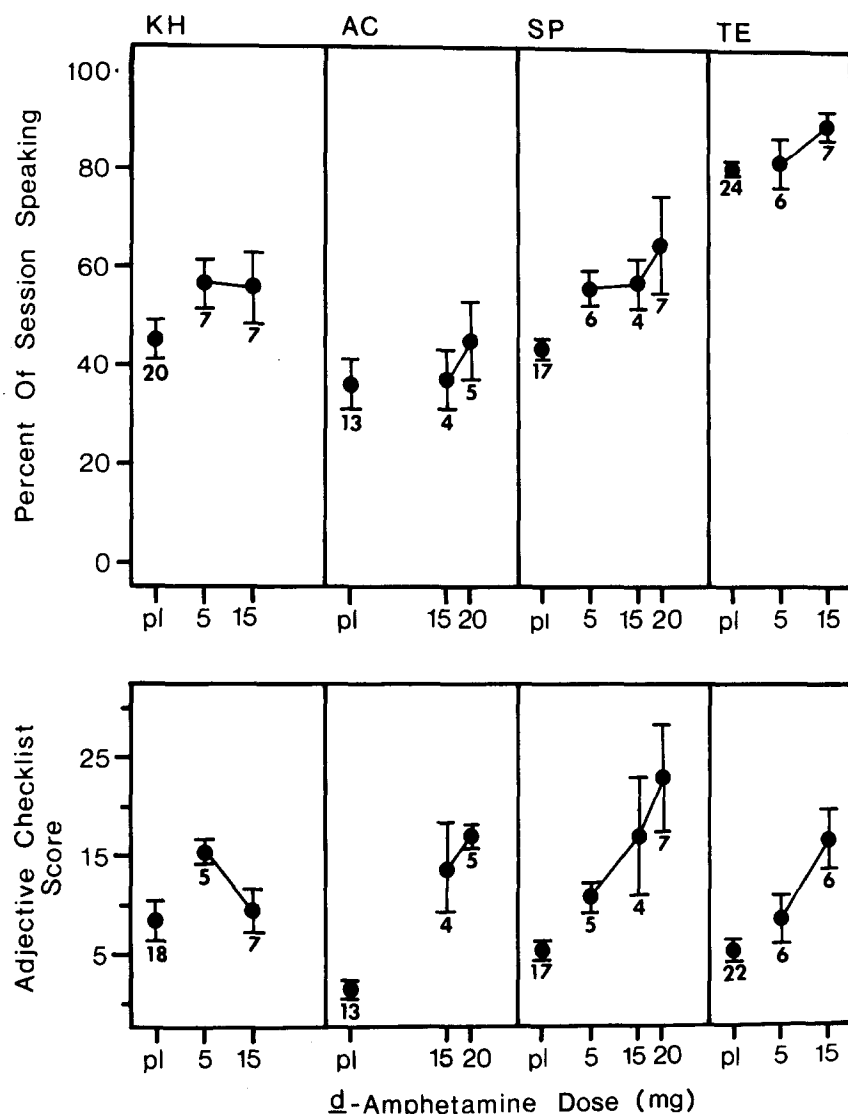 KH AC SP TE
Percent Of Session Speaking
100
80
60
40
20
0
20 7 7
13 4 5
17 6 4 7
24 6 7
pl 5 15 pl 15 20 pl 5 15 20 pl 5 15
Adjective Checklist
Score
25
15
5
18 5 7
13 4 5
17 5 4 7
22 6 6
pl 5 15 pl 15 20 pl 5 15 20 pl 5 15
d-Amphetamine Dose (mg)